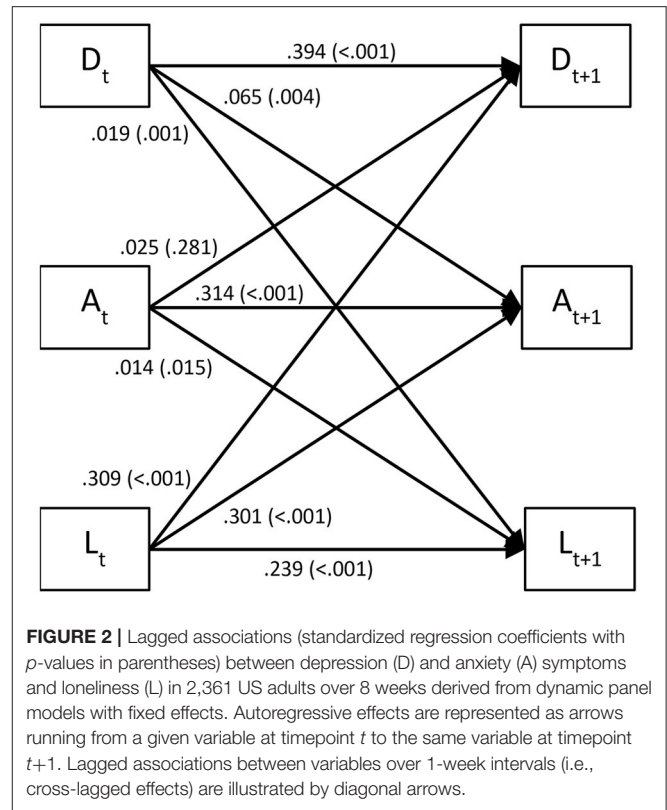 D t
.394 (<.001)
D t+1
.065 (.004)
.019 (.001)
.025 (.281)
A t
.314 (<.001)
A t+1
.014 (.015)
.309 (<.001)
.301 (<.001)
L t
.239 (<.001)
L t+1
FIGURE 2 | Lagged associations (standardized regression coefficients with
p-values in parentheses) between depression (D) and anxiety (A) symptoms
and loneliness (L) in 2,361 US adults over 8 weeks derived from dynamic panel
models with fixed effects. Autoregressive effects are represented as arrows
running from a given variable at timepoint t to the same variable at timepoint
t+1. Lagged associations between variables over 1-week intervals (i.e.,
cross-lagged effects) are illustrated by diagonal arrows.